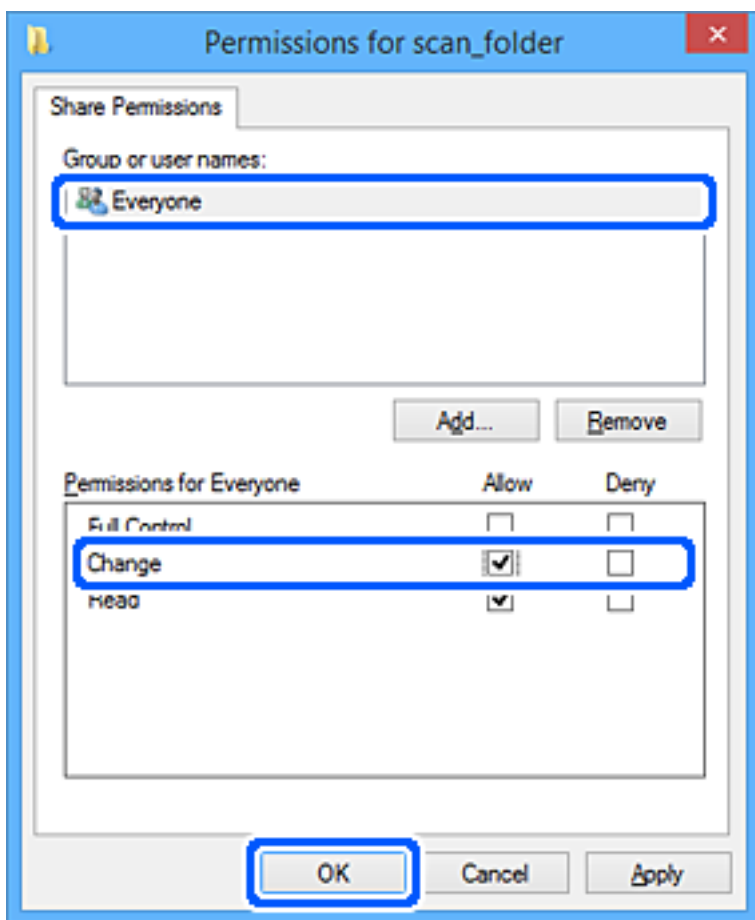 Permissions for scan_folder
Share Permissions
Group or user names:
Everyone
Add... Remove
Permissions for Everyone Allow Deny
Full Control
Change
Read
OK Cancel Apply